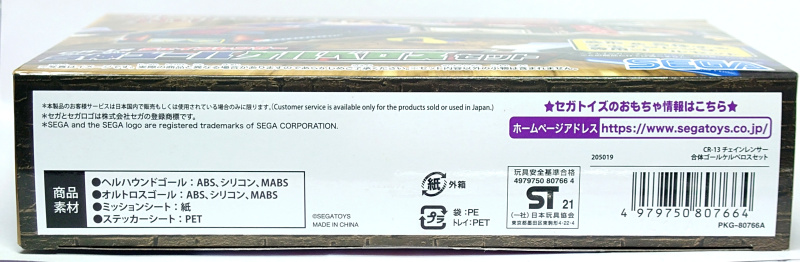 *本製品のお客様サービスは日本国内で販売もしくは使用されている場合のみに限ります。(Customer service is available only for the products sold or used in Japan.)
*セガとセガロゴは株式会社セガの登録商標です。
*SEGA and the SEGA logo are registered trademarks of SEGA CORPORATION.
★セガトイズのおもちゃ情報はこちら★
ホームページアドレス https://www.segatoys.co.jp/
CR-13 チェインレンサー
205019 合体ゴールケルベロスセット
商品素材
●ヘルハウンドゴール：ABS、シリコン、MABS
●オルトロスゴール：ABS、シリコン、MABS
●ミッションシート：紙
●ステッカーシート：PET
©SEGATOYS
MADE IN CHINA
紙 外箱
プラ 袋：PE
トレイ：PET
玩具安全基準合格
4979750 80766 4
ST 21
(一社)日本玩具協会
東京都墨田区東駒形4-22-4
4 979750 807664
PKG-80766A